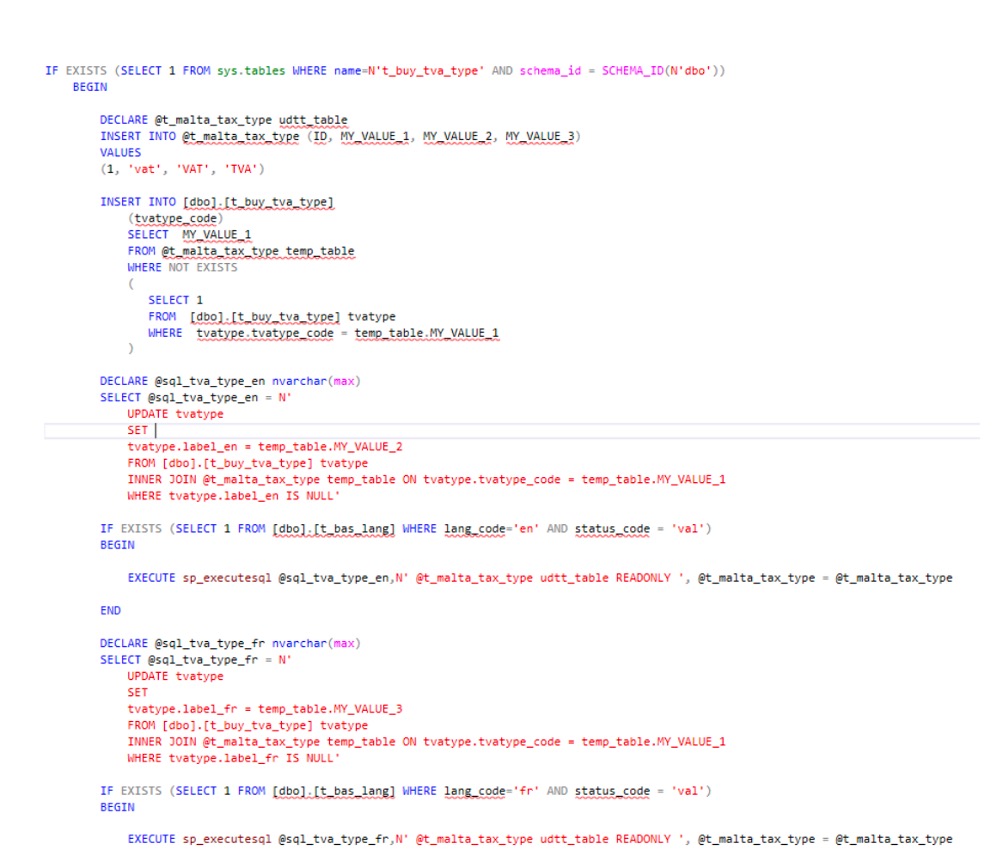 IF EXISTS (SELECT 1 FROM sys.tables WHERE name=N't_buy_tva_type' AND schema_id = SCHEMA_ID(N'dbo'))
BEGIN
DECLARE @t_malta_tax_type udtt_table
INSERT INTO @t_malta_tax_type (ID, MY_VALUE_1, MY_VALUE_2, MY_VALUE_3)
VALUES
(1, 'vat', 'VAT', 'TVA')
INSERT INTO [dbo].[t_buy_tva_type]
(tvatype_code)
SELECT MY_VALUE_1
FROM @t_malta_tax_type temp_table
WHERE NOT EXISTS
(
SELECT 1
FROM [dbo].[t_buy_tva_type] tvatype
WHERE tvatype.tvatype_code = temp_table.MY_VALUE_1
)
DECLARE @sql_tva_type_en nvarchar(max)
SELECT @sql_tva_type_en = N'
UPDATE tvatype
SET
tvatype.label_en = temp_table.MY_VALUE_2
FROM [dbo].[t_buy_tva_type] tvatype
INNER JOIN @t_malta_tax_type temp_table ON tvatype.tvatype_code = temp_table.MY_VALUE_1
WHERE tvatype.label_en IS NULL'
IF EXISTS (SELECT 1 FROM [dbo].[t_bas_lang] WHERE lang_code='en' AND status_code = 'val')
BEGIN
EXECUTE sp_executesql @sql_tva_type_en,N' @t_malta_tax_type udtt_table READONLY ', @t_malta_tax_type = @t_malta_tax_type
END
DECLARE @sql_tva_type_fr nvarchar(max)
SELECT @sql_tva_type_fr = N'
UPDATE tvatype
SET
tvatype.label_fr = temp_table.MY_VALUE_3
FROM [dbo].[t_buy_tva_type] tvatype
INNER JOIN @t_malta_tax_type temp_table ON tvatype.tvatype_code = temp_table.MY_VALUE_1
WHERE tvatype.label_fr IS NULL'
IF EXISTS (SELECT 1 FROM [dbo].[t_bas_lang] WHERE lang_code='fr' AND status_code = 'val')
BEGIN
EXECUTE sp_executesql @sql_tva_type_fr,N' @t_malta_tax_type udtt_table READONLY ', @t_malta_tax_type = @t_malta_tax_type